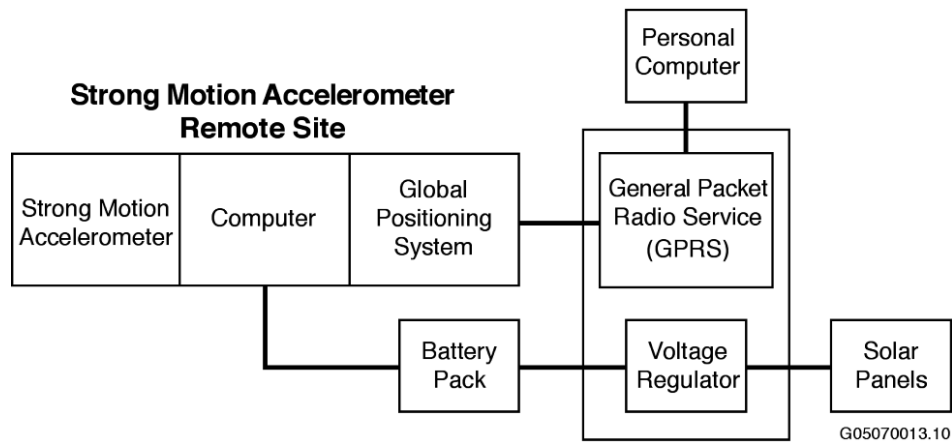 Personal
Computer
Strong Motion Accelerometer
Remote Site
Strong Motion
Accelerometer
Computer
Global
Positioning
System
General Packet
Radio Service
(GPRS)
Battery
Pack
Voltage
Regulator
Solar
Panels
G05070013.10